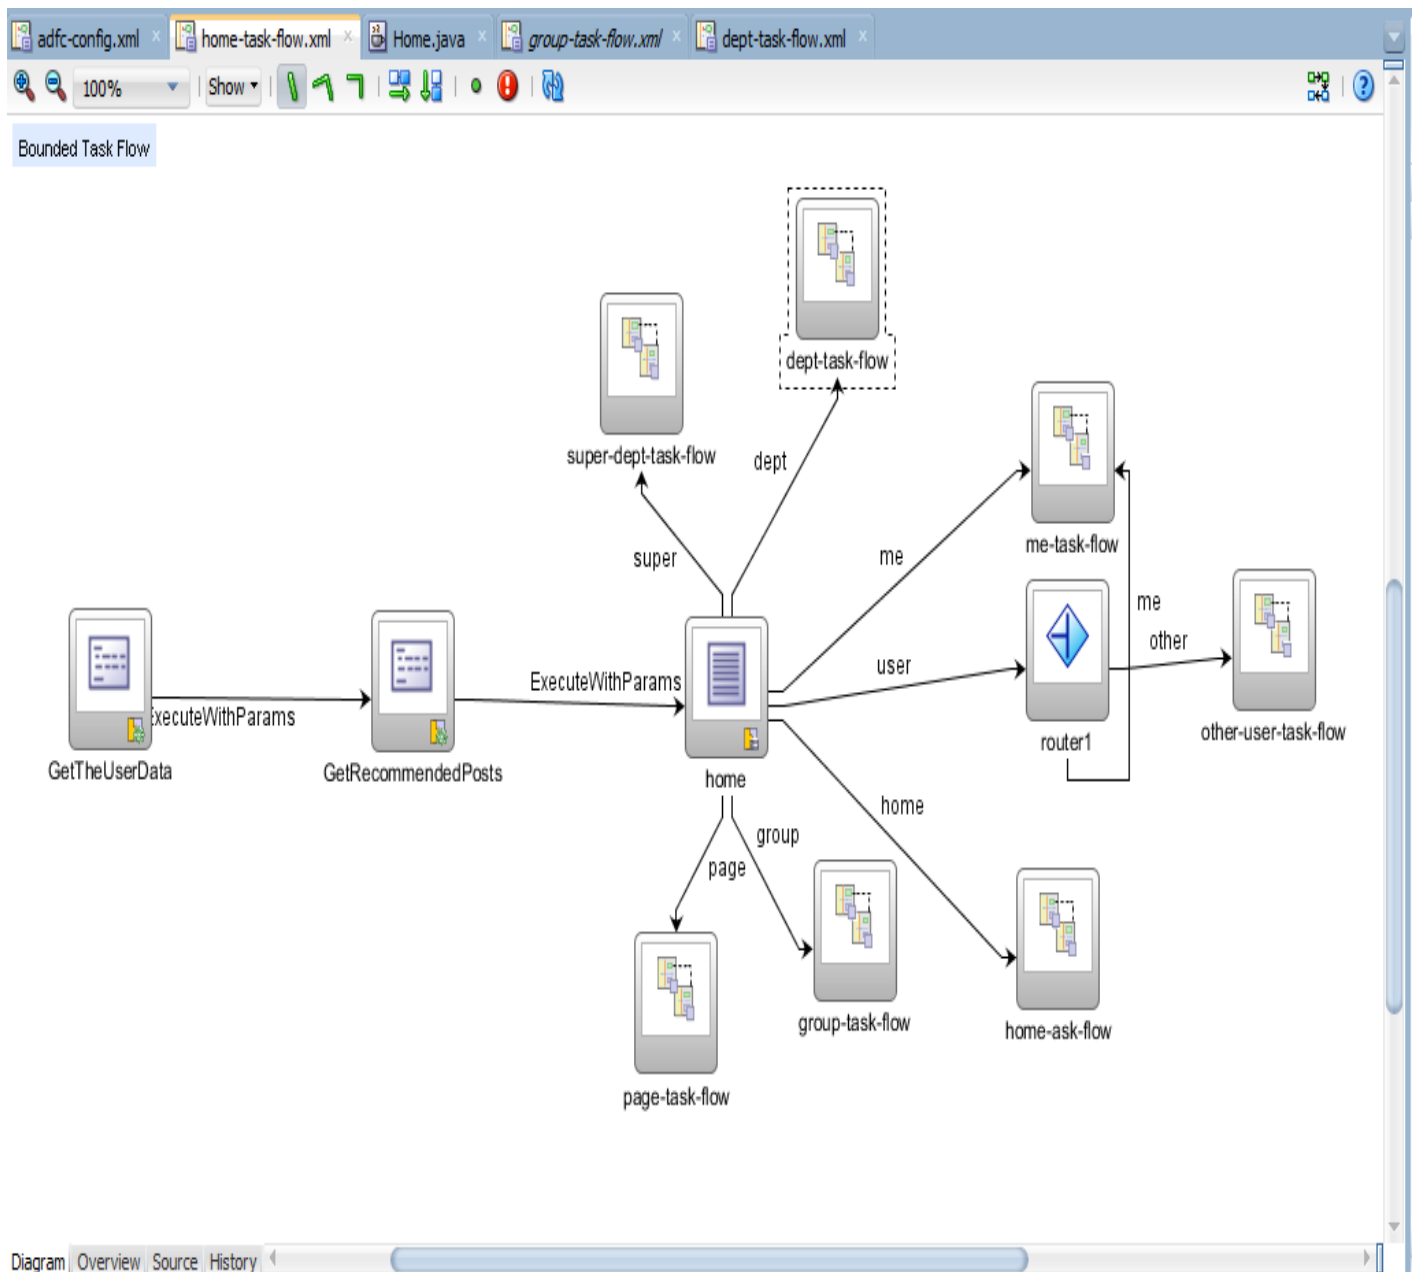 adfc-config.xml
home-task-flow.xml
Home.java
group-task-flow.xml
dept-task-flow.xml
100%
Show
Bounded Task Flow
dept-task-flow
super-dept-task-flow
dept
me-task-flow
super
me
me
other
user
ExecuteWithParams
ExecuteWithParams
router1
other-user-task-flow
GetTheUserData
GetRecommendedPosts
home
home
group
page
group-task-flow
home-ask-flow
page-task-flow
Diagram
Overview
Source
History